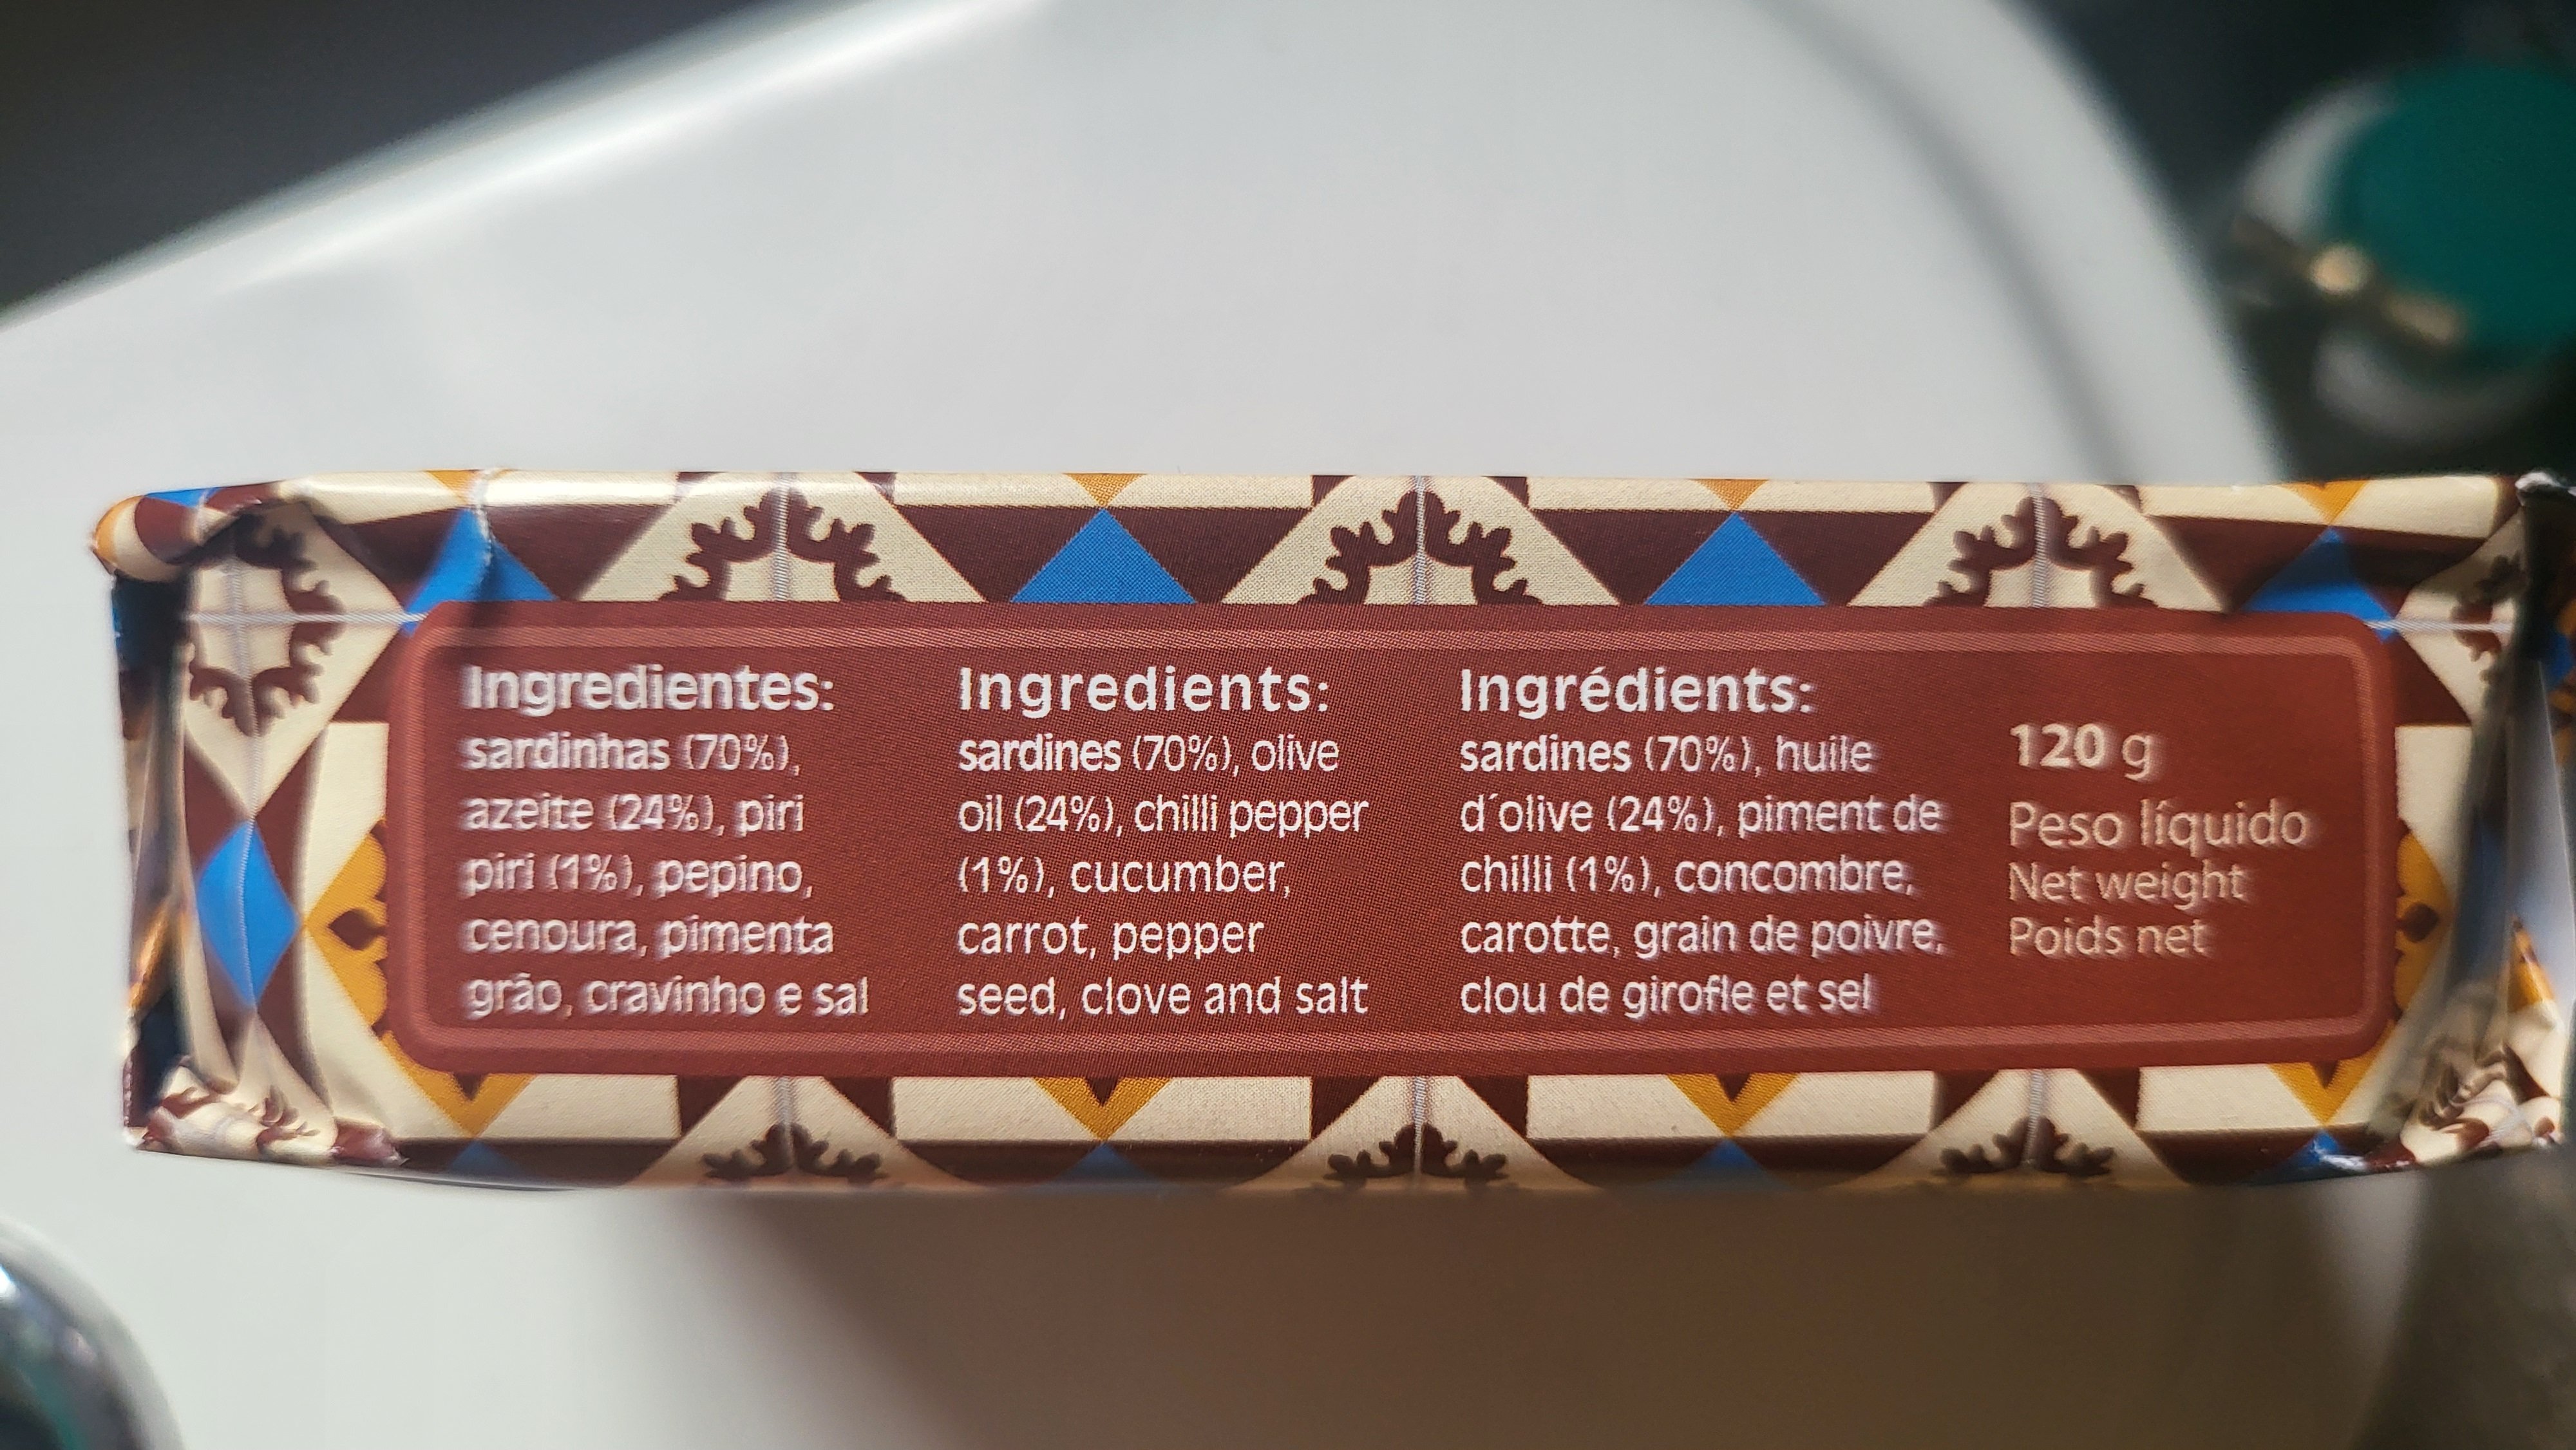 Ingredientes:
sardinhas (70%),
azeite (24%), piri
piri (1%), pepino,
cenoura, pimenta
grão, cravinho e sal
Ingredients:
sardines (70%), olive
oil (24%), chilli pepper
(1%), cucumber,
carrot, pepper
seed, clove and salt
Ingrédients:
sardines (70%), huile
d´olive (24%), piment de
chilli (1%), concombre,
carotte, grain de poivre,
clou de girofle et sel
120 g
Peso líquido
Net weight
Poids net